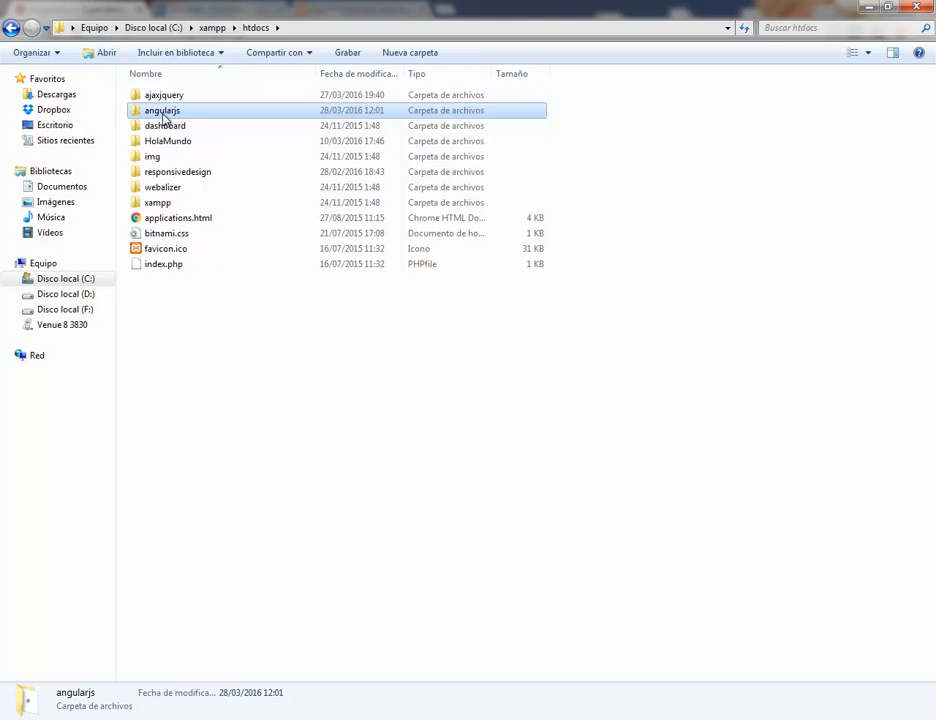 Equipo ▸ Disco local (C:) ▸ xampp ▸ htdocs ▸
Buscar htdocs
Organizar Abrir Incluir en biblioteca Compartir con Grabar Nueva carpeta
Nombre Fecha de modifica... Tipo Tamaño
Favoritos
Descargas
Dropbox
Escritorio
Sitios recientes
Bibliotecas
Documentos
Imágenes
Música
Vídeos
Equipo
Disco local (C:)
Disco local (D:)
Disco local (F:)
Venue 8 3830
Red
ajaxjquery 27/03/2016 19:40 Carpeta de archivos
angularjs 28/03/2016 12:01 Carpeta de archivos
dashboard 24/11/2015 1:48 Carpeta de archivos
HolaMundo 10/03/2016 17:46 Carpeta de archivos
img 24/11/2015 1:48 Carpeta de archivos
responsivedesign 28/02/2016 18:43 Carpeta de archivos
webalizer 24/11/2015 1:48 Carpeta de archivos
xampp 24/11/2015 1:48 Carpeta de archivos
applications.html 27/08/2015 11:15 Chrome HTML Do... 4 KB
bitnami.css 21/07/2015 17:08 Documento de ho... 1 KB
favicon.ico 16/07/2015 11:32 Icono 31 KB
index.php 16/07/2015 11:32 PHPfile 1 KB
angularjs Fecha de modifica... 28/03/2016 12:01
Carpeta de archivos